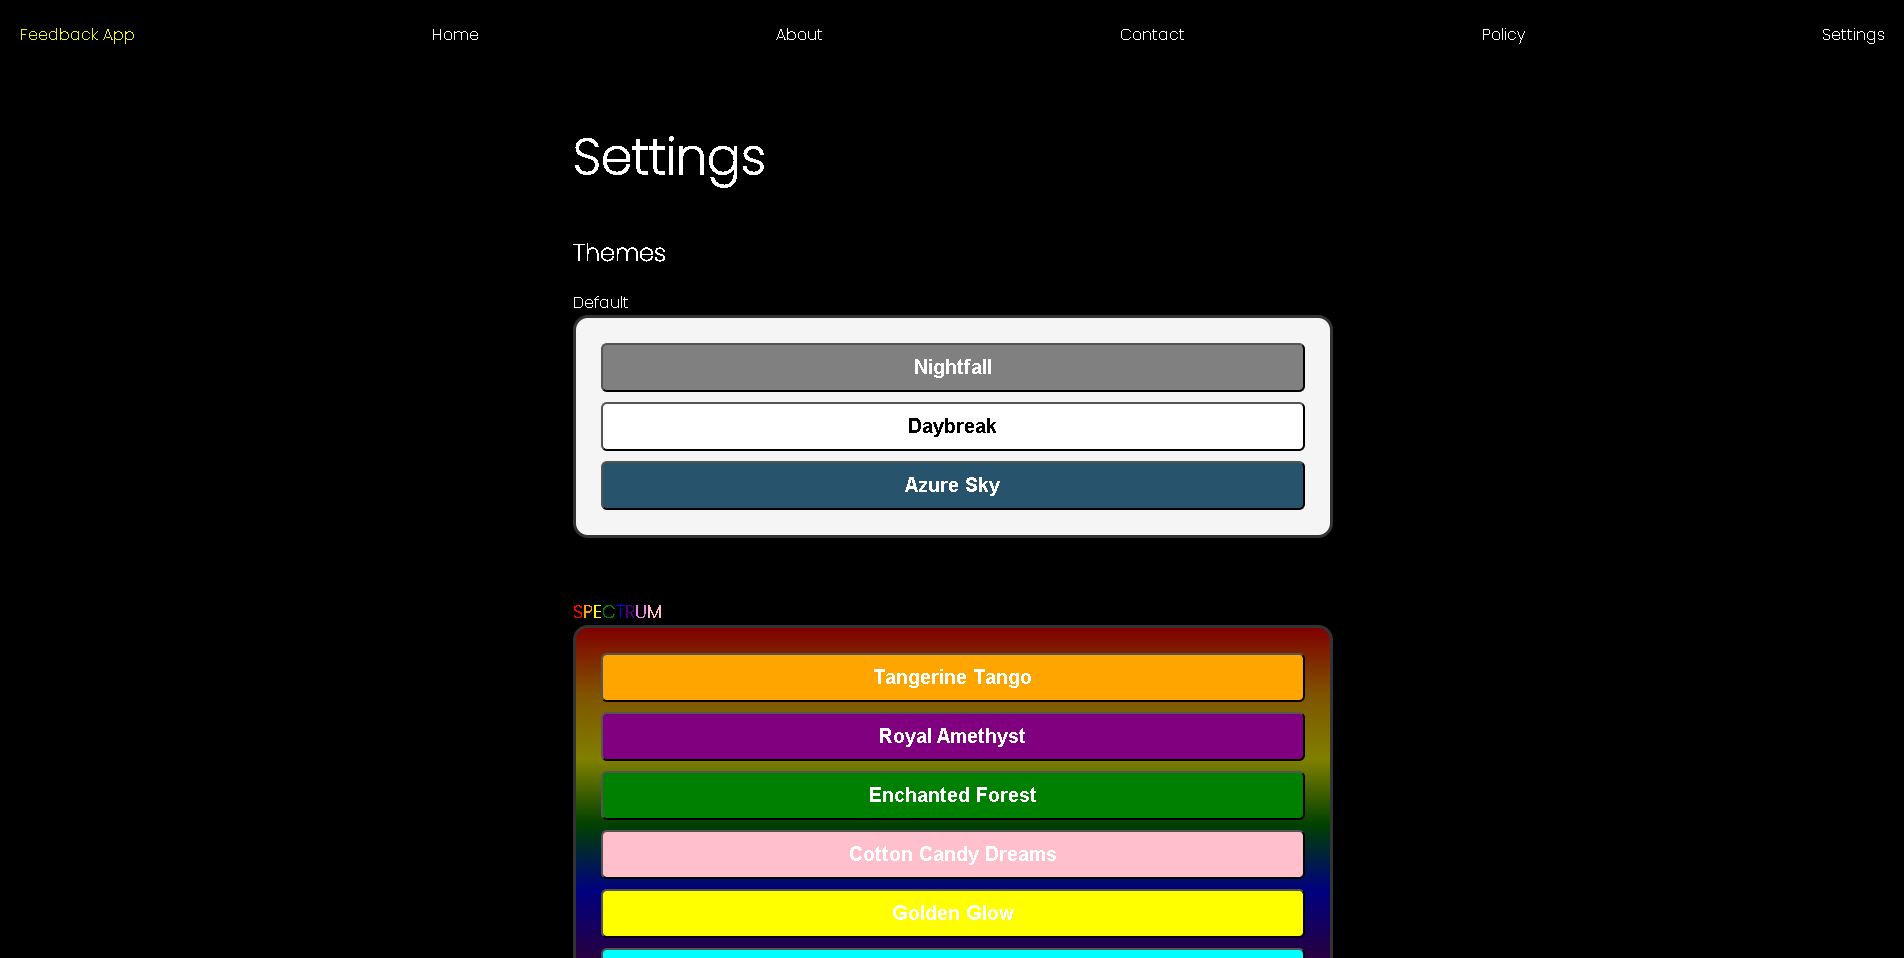 Feedback App Home About Contact Policy Settings
Settings
Themes
Default
Nightfall
Daybreak
Azure Sky
SPECTRUM
Tangerine Tango
Royal Amethyst
Enchanted Forest
Cotton Candy Dreams
Golden Glow